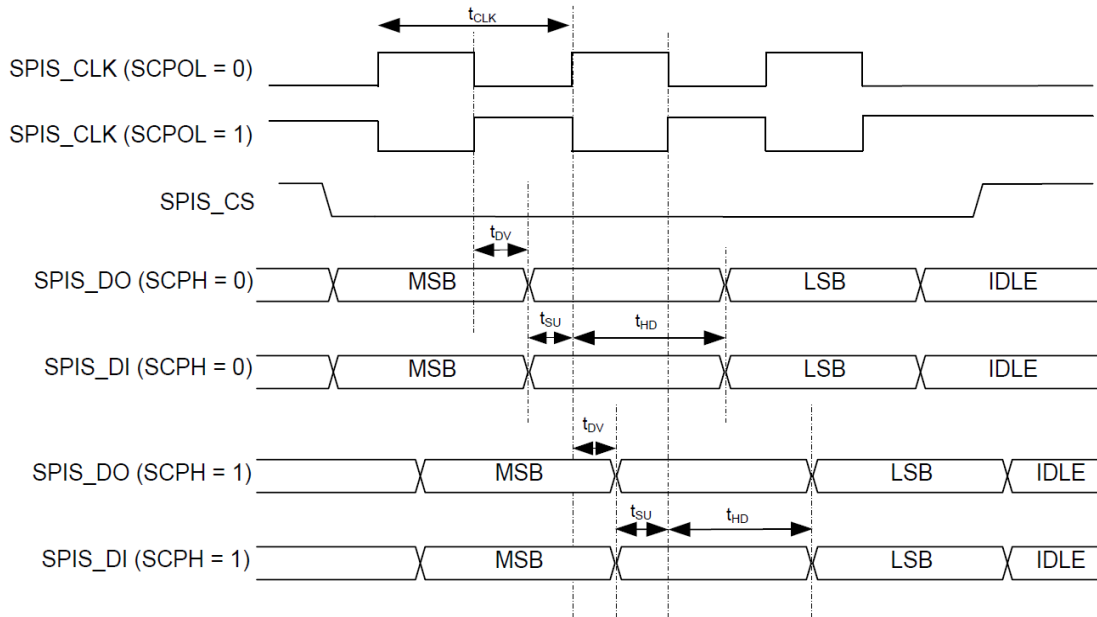 tCLK
SPIS_CLK (SCPOL = 0)
SPIS_CLK (SCPOL = 1)
SPIS_CS
tDV
SPIS_DO (SCPH = 0) MSB LSB IDLE
tSU tHD
SPIS_DI (SCPH = 0) MSB LSB IDLE
tDV
SPIS_DO (SCPH = 1) MSB LSB IDLE
tSU tHD
SPIS_DI (SCPH = 1) MSB LSB IDLE